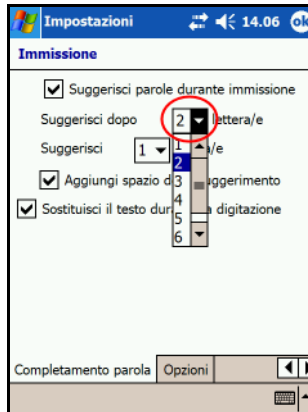 Impostazioni 14.06 ok
Immissione
Suggerisci parole durante immissione
Suggerisci dopo 2 lettera/e
Suggerisci 1 a/e
1
2
3
4
5
6
Aggiungi spazio d ggerimento
Sostituisci il testo dur a digitazione
Completamento parola Opzioni